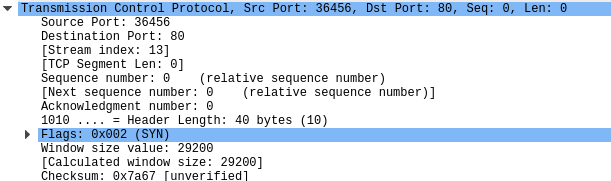 Transmission Control Protocol, Src Port: 36456, Dst Port: 80, Seq: 0, Len: 0
Source Port: 36456
Destination Port: 80
[Stream index: 13]
[TCP Segment Len: 0]
Sequence number: 0    (relative sequence number)
[Next sequence number: 0    (relative sequence number)]
Acknowledgment number: 0
1010 .... = Header Length: 40 bytes (10)
Flags: 0x002 (SYN)
Window size value: 29200
[Calculated window size: 29200]
Checksum: 0x7a67 [unverified]